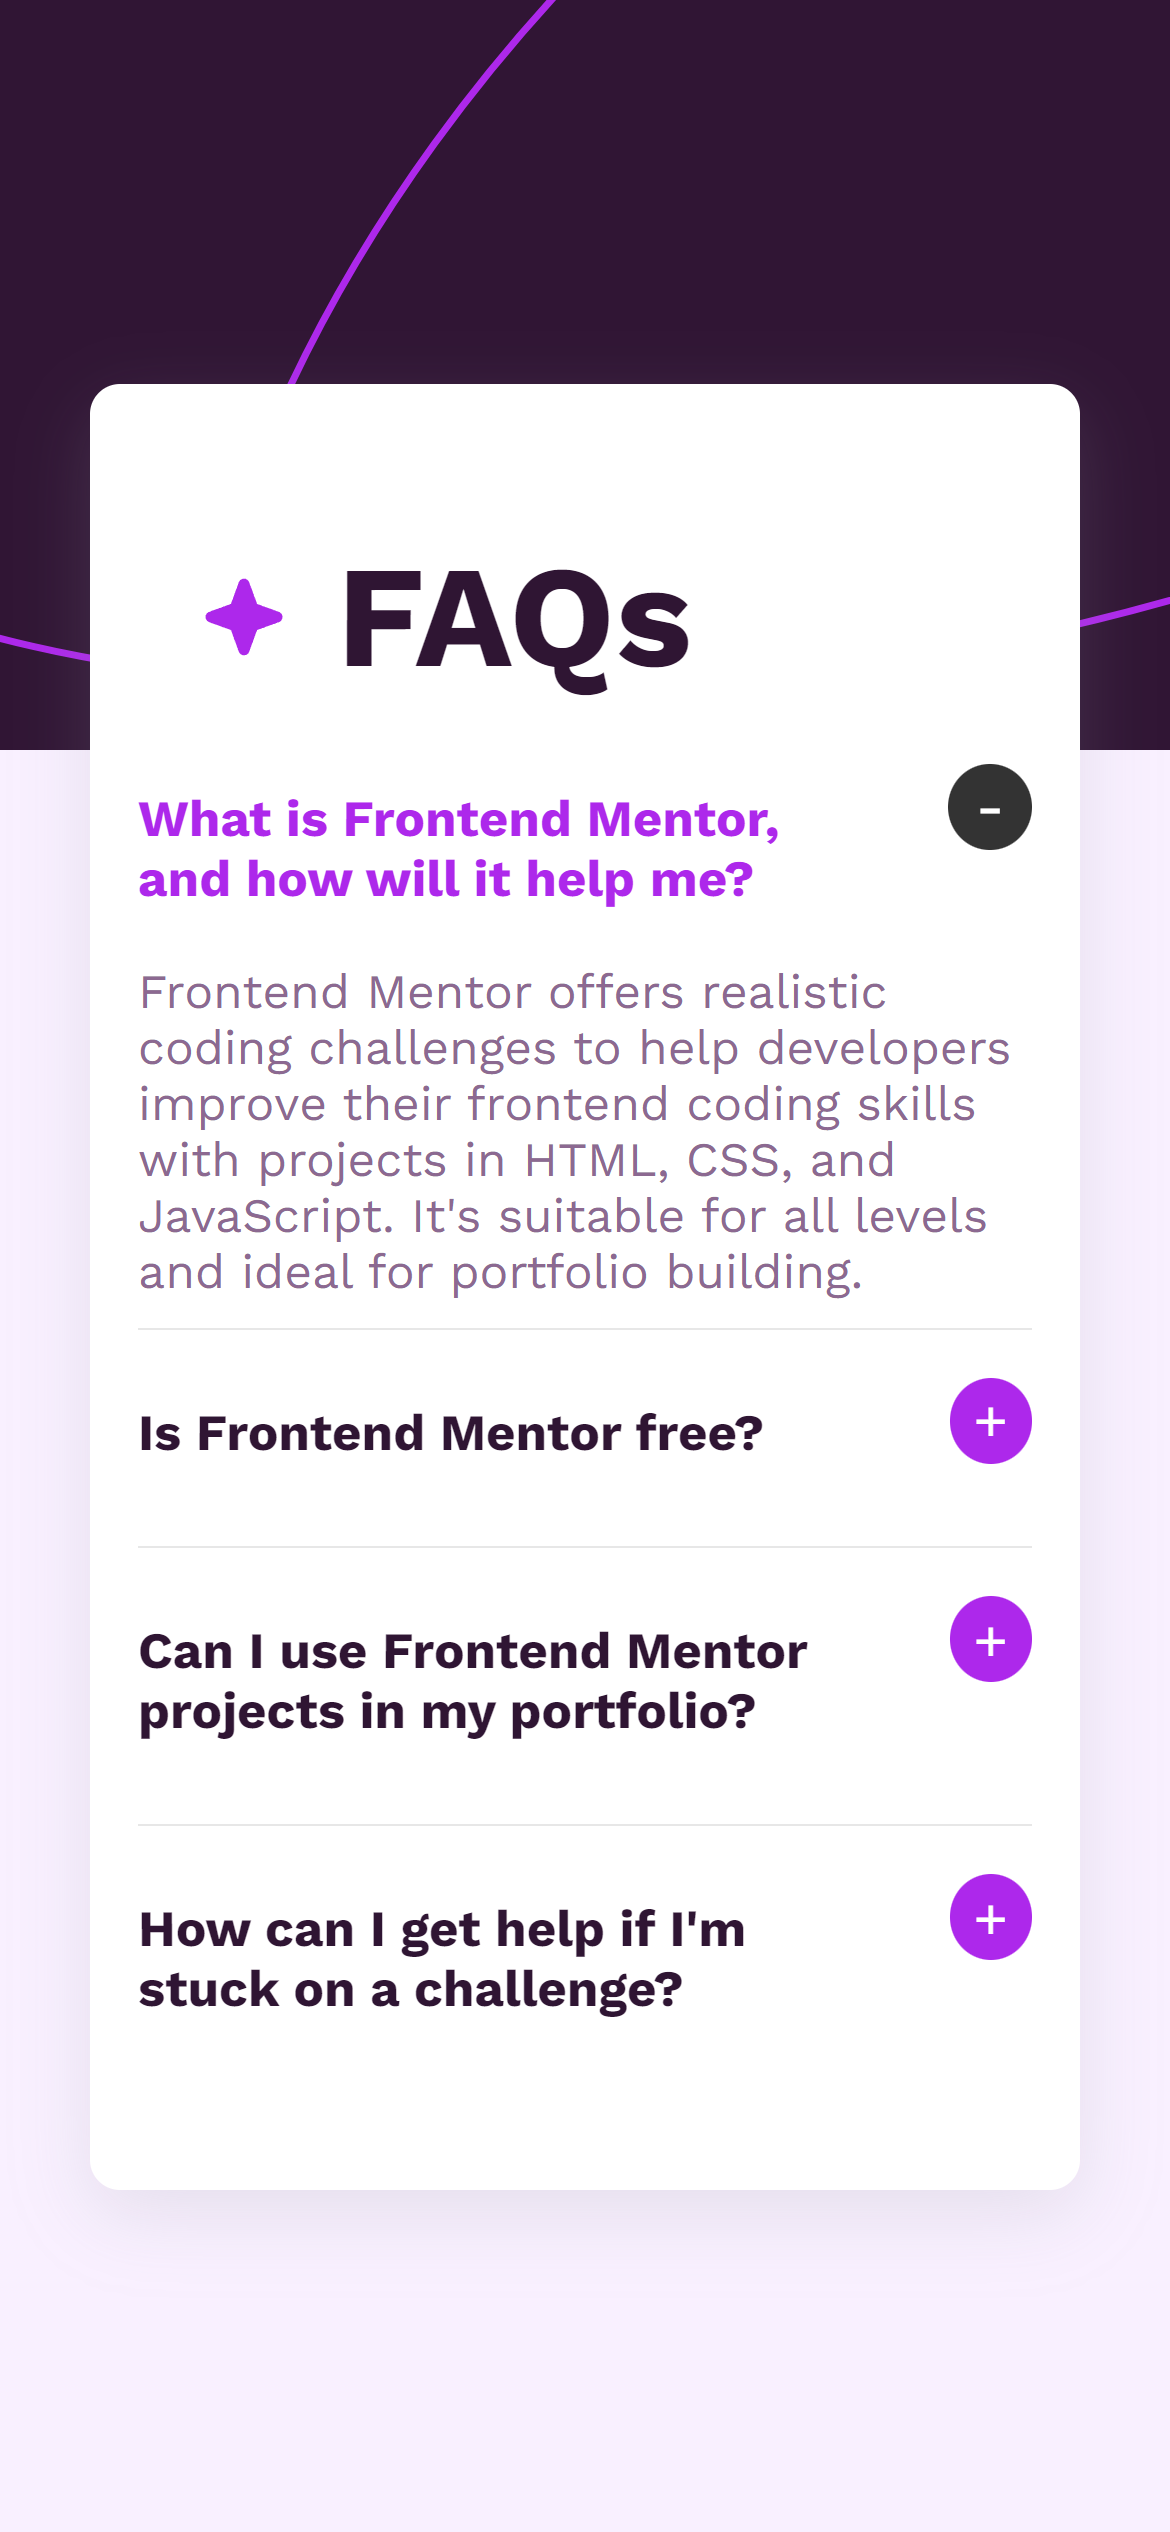 FAQs
What is Frontend Mentor,
and how will it help me?
-
Frontend Mentor offers realistic
coding challenges to help developers
improve their frontend coding skills
with projects in HTML, CSS, and
JavaScript. It's suitable for all levels
and ideal for portfolio building.
Is Frontend Mentor free?
+
Can I use Frontend Mentor
projects in my portfolio?
+
How can I get help if I'm
stuck on a challenge?
+